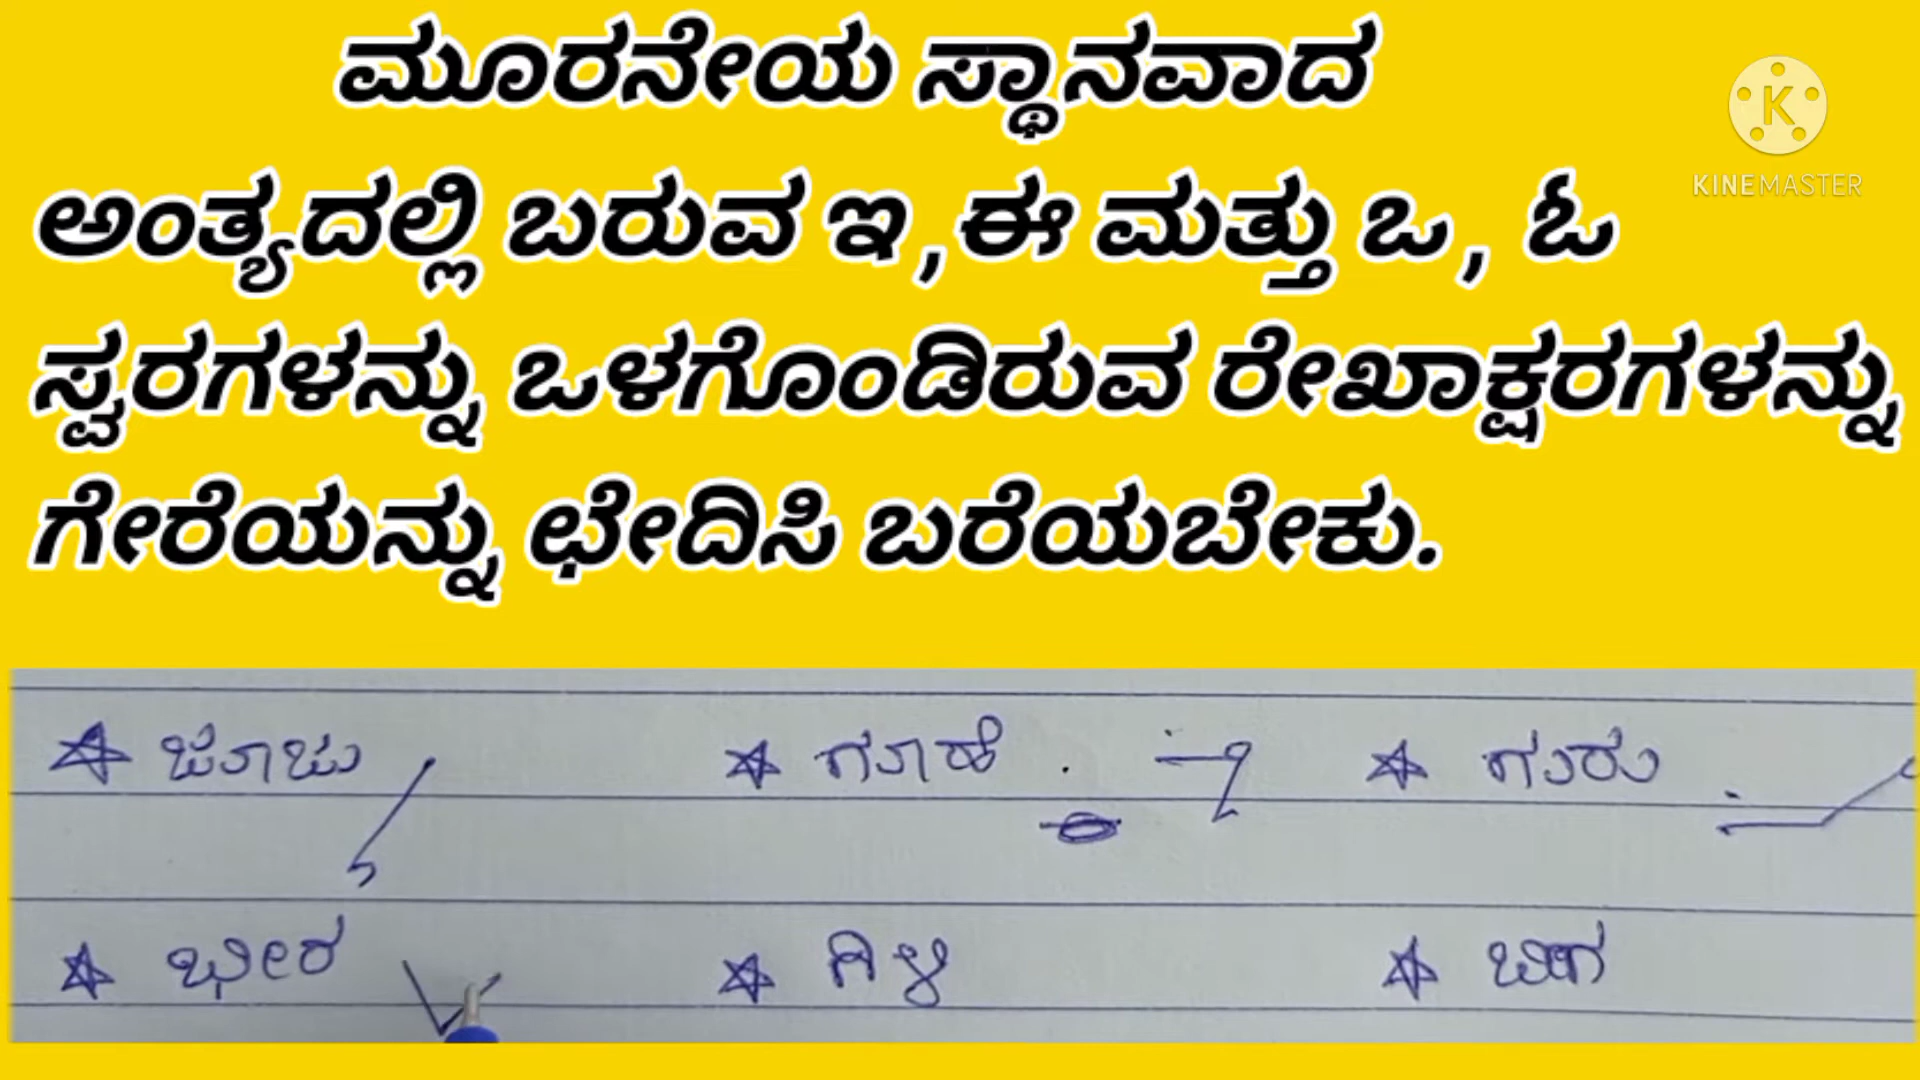 ಮೂರನೇಯ ಸ್ಥಾನವಾದ
KINEMASTER
ಅಂತ್ಯದಲ್ಲಿ ಬರುವ ಇ,ಈ ಮತ್ತು ಒ, ಓ
ಸ್ವರಗಳನ್ನು ಒಳಗೊಂಡಿರುವ ರೇಖಾಕ್ಷರಗಳನ್ನು
ಗೇರೆಯನ್ನು ಛೇದಿಸಿ ಬರೆಯಬೇಕು.
ಜೂಜು ಗೂಡೆ ಗುರು
ಭೀರ ಗಿಳಿ